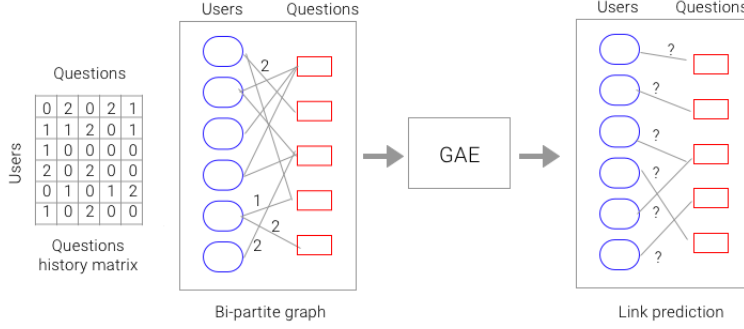 Users Questions
Users Questions
Questions
Users
0 2 0 2 1
1 1 2 0 1
1 0 0 0 0
2 0 2 0 0
0 1 0 1 2
1 0 2 0 0
Questions
history matrix
2
1
2
2
Bi-partite graph
GAE
?
?
?
?
?
?
Link prediction